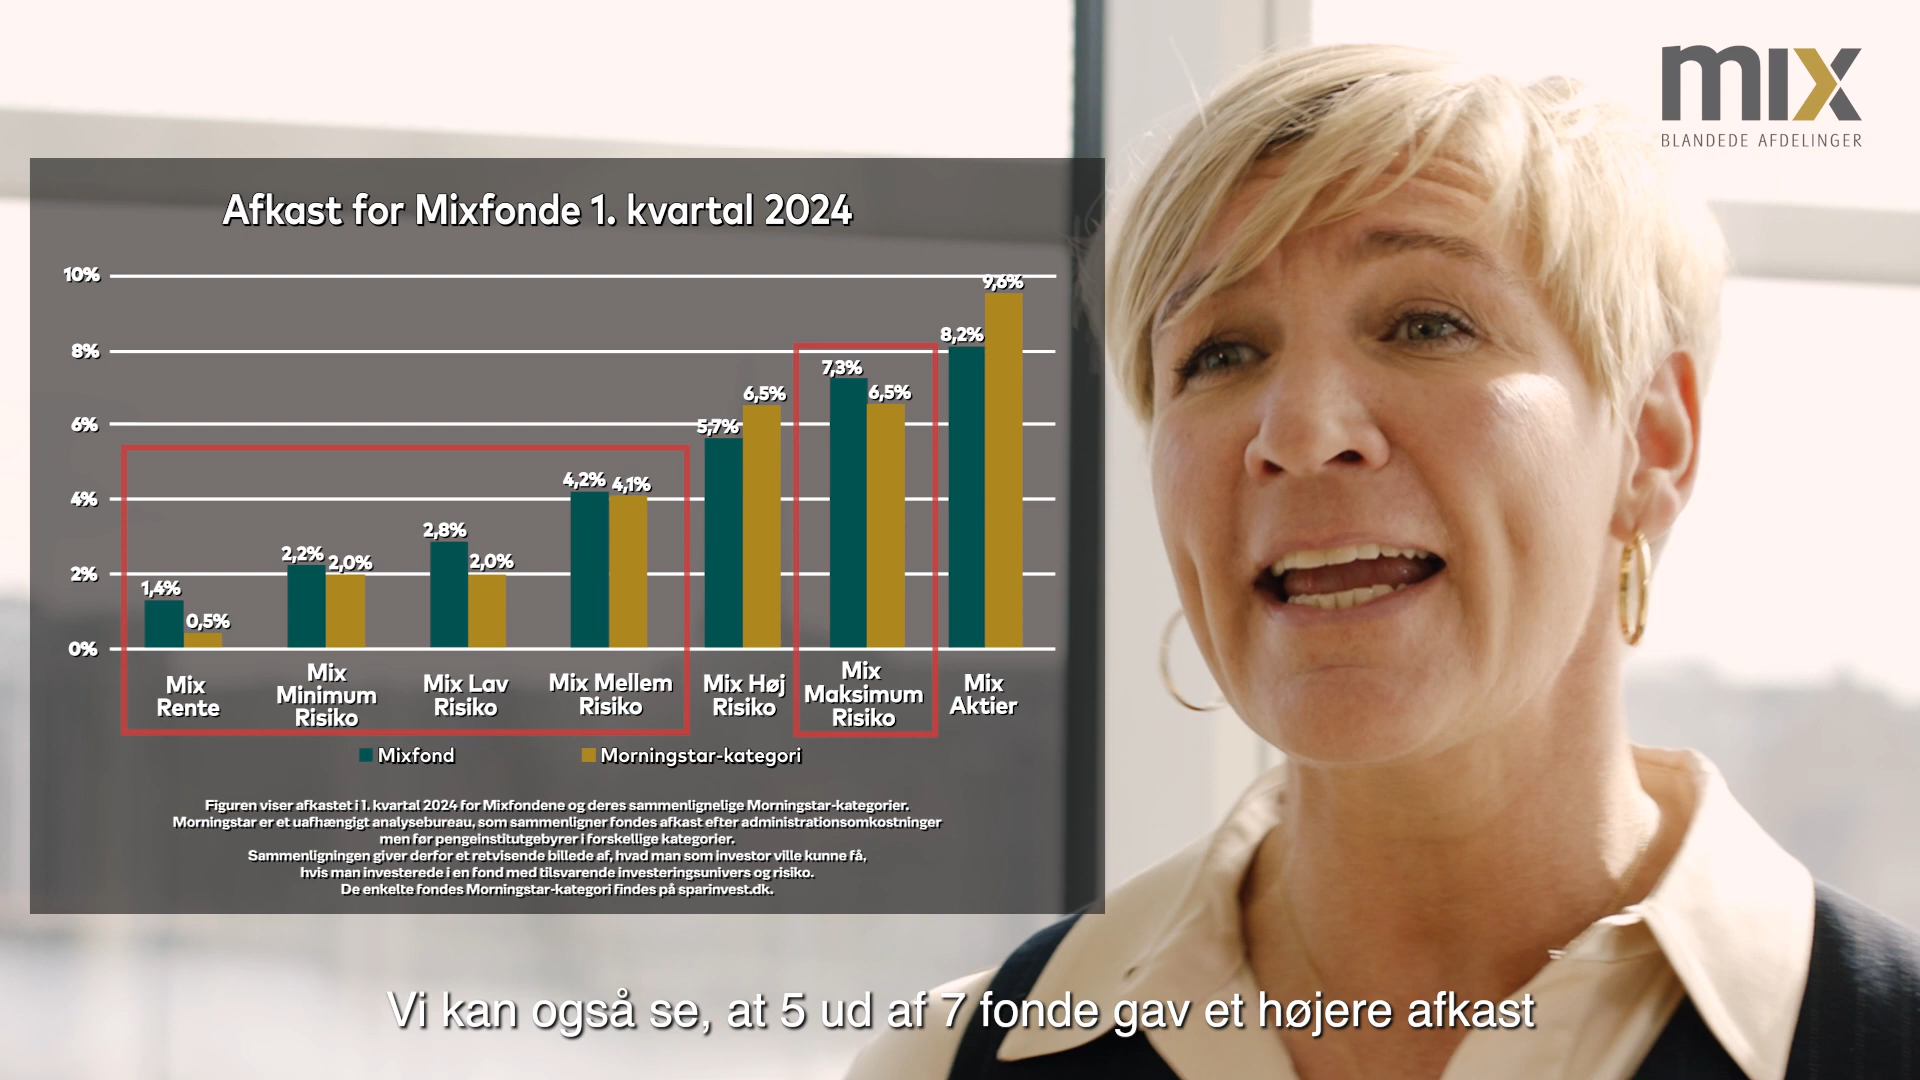 mix
BLANDEDE AFDELINGER
Afkast for Mixfonde 1. kvartal 2024
10%
8%
6%
4%
2%
0%
1,4%
0,5%
2,2%
2,0%
2,8%
2,0%
4,2%
4,1%
5,7%
6,5%
7,3%
6,5%
8,2%
9,6%
Mix
Rente
Mix
Minimum
Risiko
Mix Lav
Risiko
Mix Mellem
Risiko
Mix Høj
Risiko
Mix
Maksimum
Risiko
Mix
Aktier
Mixfond
Morningstar-kategori
Figuren viser afkastet i 1. kvartal 2024 for Mixfondene og deres sammenlignelige Morningstar-kategorier.
Morningstar er et uafhængigt analysebureau, som sammenligner fondes afkast efter administrationsomkostninger
men før pengeinstitutgebyrer i forskellige kategorier.
Sammenligningen giver derfor et retvisende billede af, hvad man som investor ville kunne få,
hvis man investerede i en fond med tilsvarende investeringsunivers og risiko.
De enkelte fondes Morningstar-kategori findes på sparinvest.dk.
Vi kan også se, at 5 ud af 7 fonde gav et højere afkast